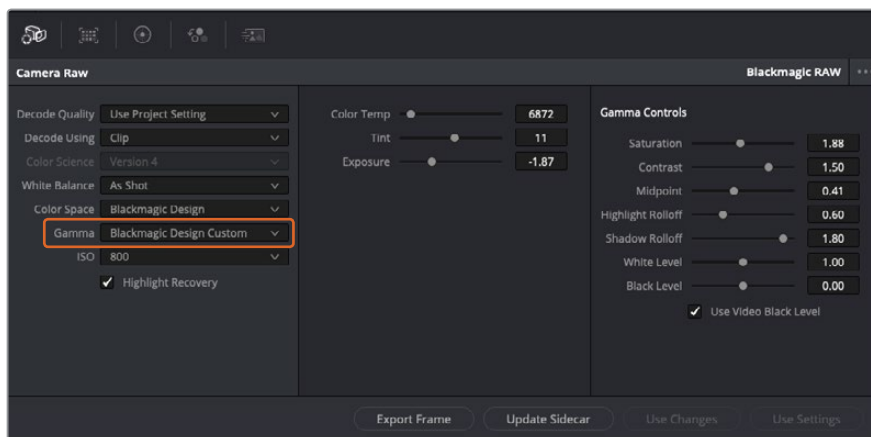 Camera Raw
Blackmagic RAW
Decode Quality Use Project Setting
Decode Using Clip
Color Science Version 4
White Balance As Shot
Color Space Blackmagic Design
Gamma Blackmagic Design Custom
ISO 800
Highlight Recovery
Color Temp 6872
Tint 11
Exposure -1.87
Gamma Controls
Saturation 1.88
Contrast 1.50
Midpoint 0.41
Highlight Rolloff 0.60
Shadow Rolloff 1.80
White Level 1.00
Black Level 0.00
Use Video Black Level
Export Frame
Update Sidecar
Use Changes
Use Settings